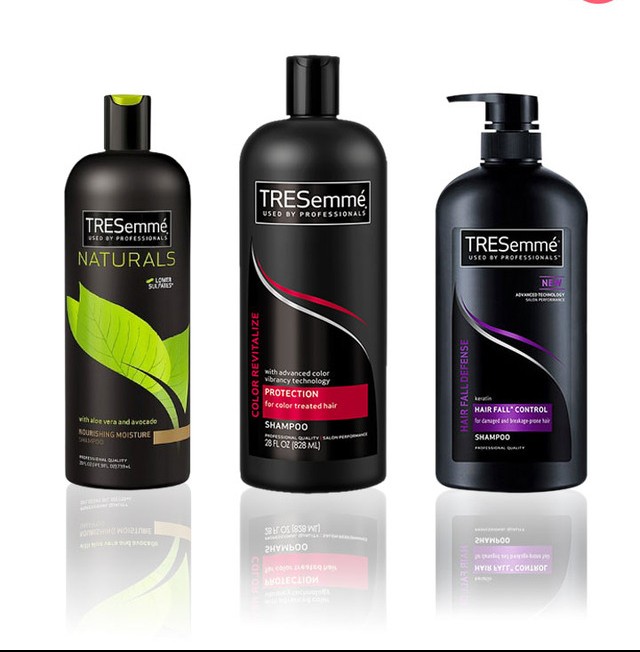 TRESemmé
USED BY PROFESSIONALS
NATURALS
LOWER
SULFATES*
with aloe vera and avocado
NOURISHING MOISTURE
SHAMPOO
PROFESSIONAL QUALITY
TRESemmé
USED BY PROFESSIONALS
COLOR REVITALIZE
with advanced color
vibrancy technology
PROTECTION
for color treated hair
SHAMPOO
PROFESSIONAL QUALITY | SALON PERFORMANCE
28 FL OZ (828 ML)
TRESemmé
USED BY PROFESSIONALS
NEW
ADVANCED TECHNOLOGY
SALON PERFORMANCE
HAIR FALL DEFENSE
keratin
HAIR FALL* CONTROL
for damaged and breakage prone hair
SHAMPOO
PROFESSIONAL QUALITY